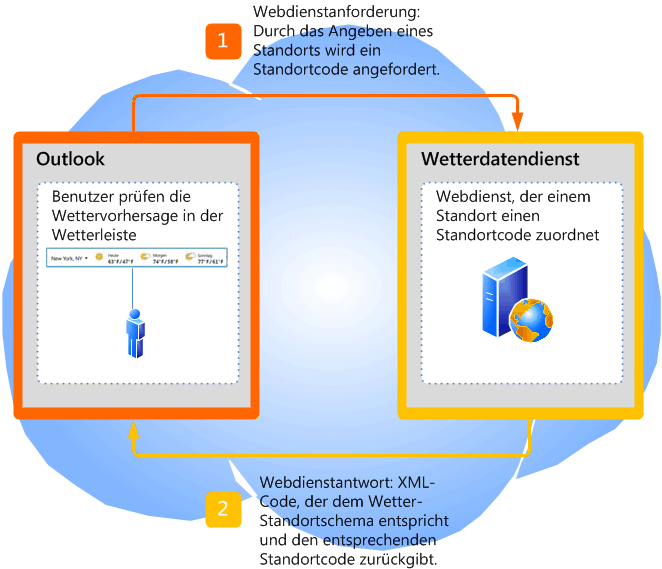 1
Webdienstanforderung:
Durch das Angeben eines
Standorts wird ein
Standortcode angefordert.
Outlook
Benutzer prüfen die
Wettervorhersage in der
Wetterleiste
New York, NY
Heute
63°F/47°F
Morgen
74°F/58°F
Sonntag
77°F/61°F
Wetterdatendienst
Webdienst, der einem
Standort einen
Standortcode zuordnet
2
Webdienstantwort: XML-
Code, der dem Wetter-
Standortschema entspricht
und den entsprechenden
Standortcode zurückgibt.